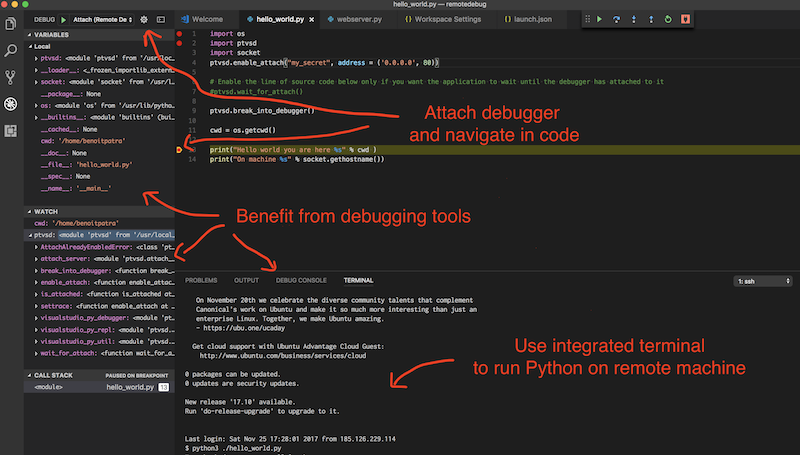 hello_world.py — remotedebug
DEBUG Attach (Remote De
Welcome
hello_world.py
webserver.py
Workspace Settings
launch.json
VARIABLES
Local
ptvsd: <module 'ptvsd' from '/usr/loc
__loader__: <_frozen_importlib_extern
socket: <module 'socket' from '/usr/l
__package__: None
os: <module 'os' from '/usr/lib/python
__builtins__: <module 'builtins' (bui
__cached__: None
cwd: '/home/benoitpatra'
__doc__: None
__file__: 'hello_world.py'
__spec__: None
__name__: '__main__'
WATCH
cwd: '/home/benoitpatra'
ptvsd: <module 'ptvsd' from '/usr/local_
AttachAlreadyEnabledError: <class 'pt_
attach_server: <module 'ptvsd.attach_
break_into_debugger: <function break_
enable_attach: <function enable_attac
is_attached: <function is_attached at
settrace: <function enable_attach at
visualstudio_py_debugger: <module 'pt
visualstudio_py_repl: <module 'ptvsd.
visualstudio_py_util: <module 'ptvsd.
wait_for_attach: <function wait_for_a
CALL STACK PAUSED ON BREAKPOINT
<module> hello_world.py 13
1 import os
2 import ptvsd
3 import socket
4 ptvsd.enable_attach("my_secret", address = ('0.0.0.0', 80))
5
6 # Enable the line of source code below only if you want the application to wait until the debugger has attached to it
7 #ptvsd.wait_for_attach()
8
9 ptvsd.break_into_debugger()
10
11 cwd = os.getcwd()
12
13 print("Hello world you are here %s" % cwd )
14 print("On machine %s" % socket.gethostname())
Attach debugger
and navigate in code
Benefit from debugging tools
PROBLEMS OUTPUT DEBUG CONSOLE TERMINAL 1: ssh
On November 20th we celebrate the diverse community talents that complement
Canonical's work on Ubuntu and make it so much more interesting than just an
enterprise Linux. Together, we make Ubuntu amazing.
- https://ubu.one/ucaday
Get cloud support with Ubuntu Advantage Cloud Guest:
http://www.ubuntu.com/business/services/cloud
0 packages can be updated.
0 updates are security updates.
New release '17.10' available.
Run 'do-release-upgrade' to upgrade to it.
Last login: Sat Nov 25 17:28:01 2017 from 185.126.229.114
$ python3 ./hello_world.py
Use integrated terminal
to run Python on remote machine